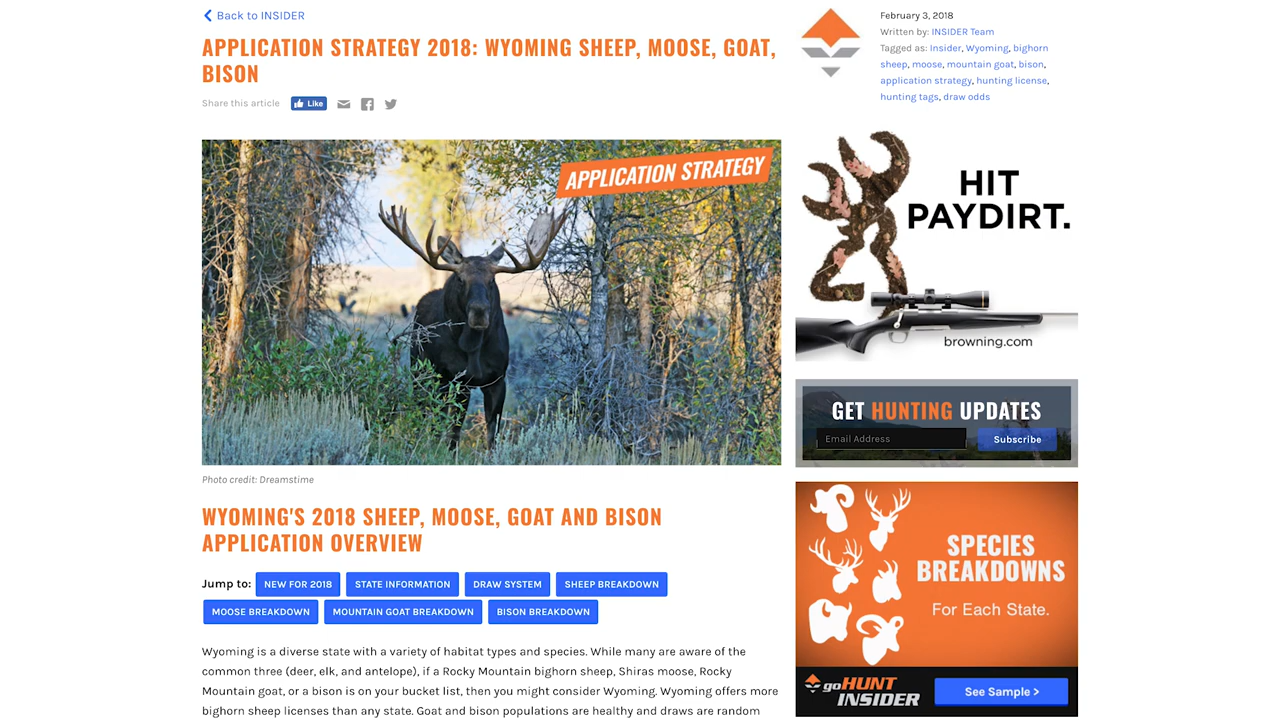 Back to INSIDER
APPLICATION STRATEGY 2018: WYOMING SHEEP, MOOSE, GOAT,
BISON
Share this article
Like
APPLICATION STRATEGY
Photo credit: Dreamstime
WYOMING'S 2018 SHEEP, MOOSE, GOAT AND BISON
APPLICATION OVERVIEW
Jump to: NEW FOR 2018 STATE INFORMATION DRAW SYSTEM SHEEP BREAKDOWN
MOOSE BREAKDOWN MOUNTAIN GOAT BREAKDOWN BISON BREAKDOWN
Wyoming is a diverse state with a variety of habitat types and species. While many are aware of the
common three (deer, elk, and antelope), if a Rocky Mountain bighorn sheep, Shiras moose, Rocky
Mountain goat, or a bison is on your bucket list, then you might consider Wyoming. Wyoming offers more
bighorn sheep licenses than any state. Goat and bison populations are healthy and draws are random
February 3, 2018
Written by: INSIDER Team
Tagged as: Insider, Wyoming, bighorn
sheep, moose, mountain goat, bison,
application strategy, hunting license,
hunting tags, draw odds
HIT
PAYDIRT.
browning.com
GET HUNTING UPDATES
Email Address
Subscribe
SPECIES
BREAKDOWNS
For Each State.
goHUNT
INSIDER
See Sample >